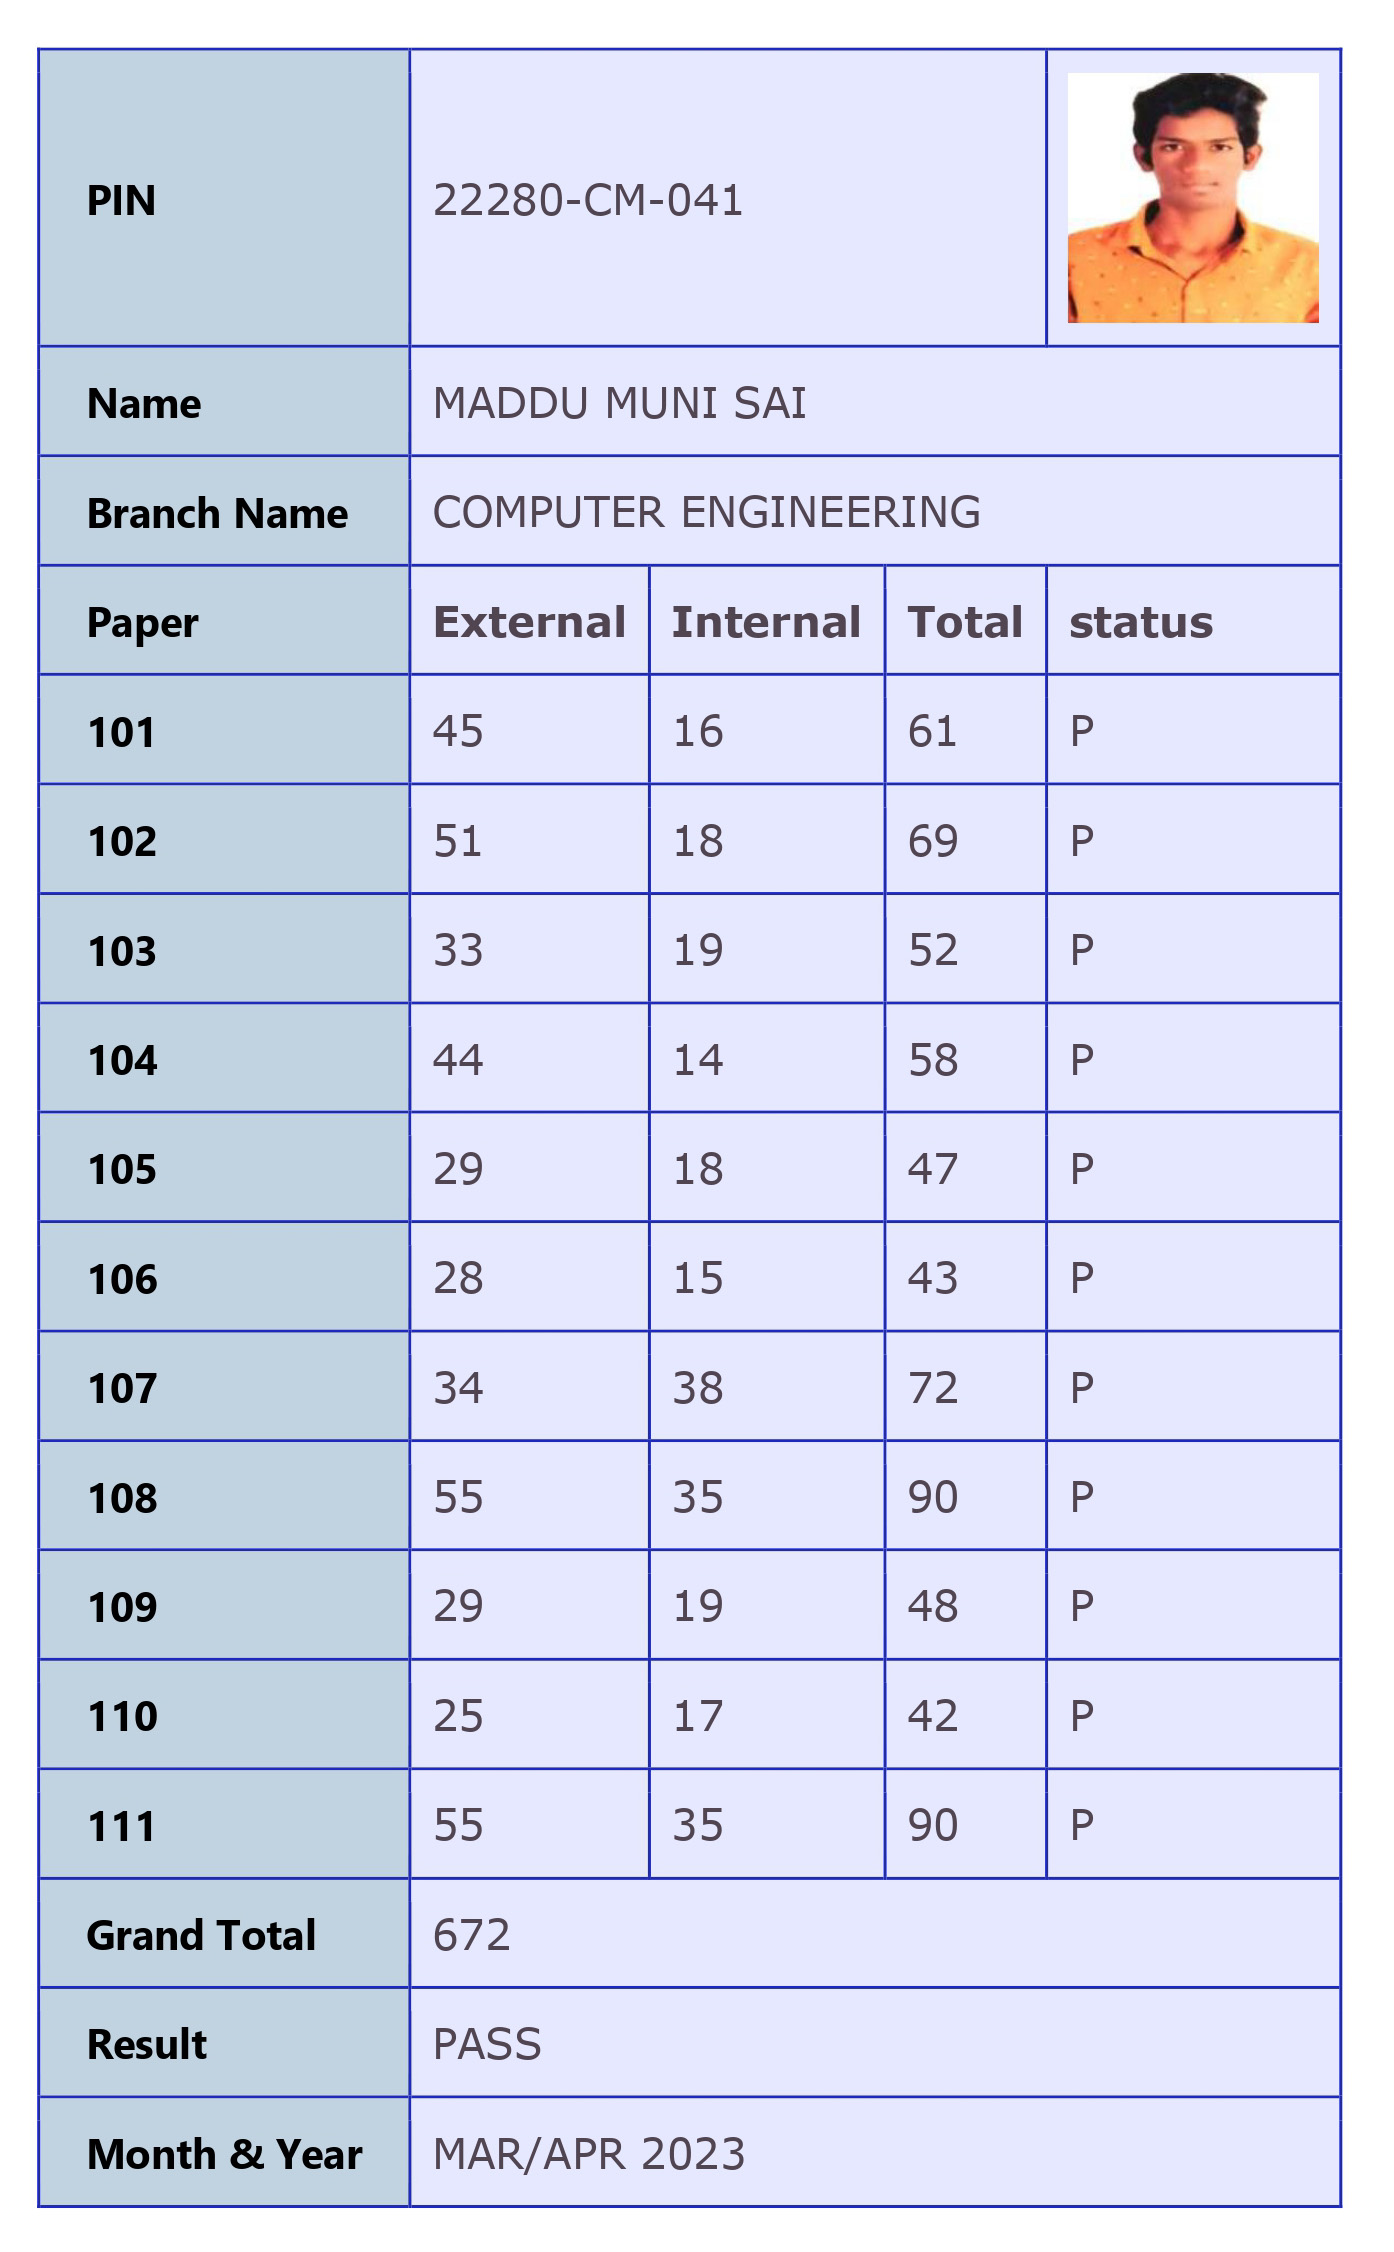 PIN 22280-CM-041
Name MADDU MUNI SAI
Branch Name COMPUTER ENGINEERING
Paper External Internal Total status
101 45 16 61 P
102 51 18 69 P
103 33 19 52 P
104 44 14 58 P
105 29 18 47 P
106 28 15 43 P
107 34 38 72 P
108 55 35 90 P
109 29 19 48 P
110 25 17 42 P
111 55 35 90 P
Grand Total 672
Result PASS
Month & Year MAR/APR 2023